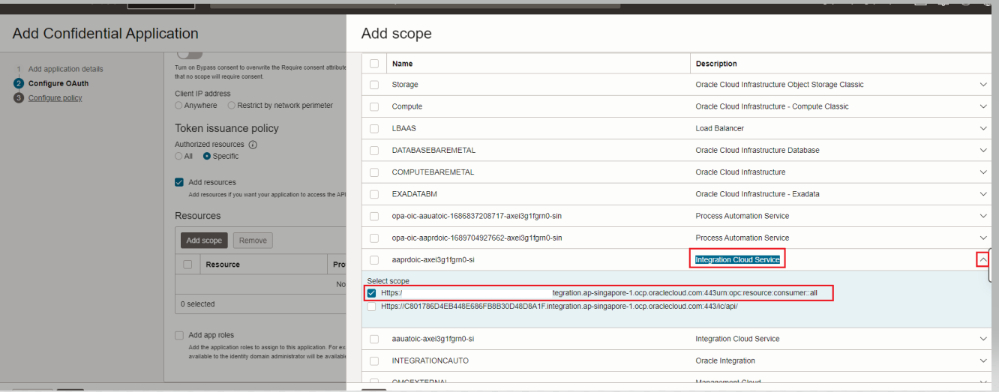 Add Confidential Application
1 Add application details
2 Configure OAuth
3 Configure policy
Turn on Bypass consent to overwrite the Require consent attribute
that no scope will require consent.
Client IP address
Anywhere Restrict by network perimeter
Token issuance policy
Authorized resources
All Specific
Add resources
Add resources if you want your application to access the API
Resources
Add scope Remove
Resource Pro
No
0 selected
Add app roles
Add the application roles to assign to this application. For ex
available to the identity domain administrator will be available
Add scope
Name Description
Storage Oracle Cloud Infrastructure Object Storage Classic
Compute Oracle Cloud Infrastructure - Compute Classic
LBAAS Load Balancer
DATABASEBAREMETAL Oracle Cloud Infrastructure Database
COMPUTEBAREMETAL Oracle Cloud Infrastructure
EXADATABM Oracle Cloud Infrastructure - Exadata
opa-oic-aauatoic-1686837208717-axei3g1fgrn0-sin Process Automation Service
opa-oic-aaprdoic-1689704927662-axei3g1fgrn0-sin Process Automation Service
aaprdoic-axei3g1fgrn0-si Integration Cloud Service
Select scope
Https:/ tegration.ap-singapore-1.ocp.oraclecloud.com:443urn:opc:resource:consumer::all
Https://C801786D4EB448E686FB8B30D48D8A1F.integration.ap-singapore-1.ocp.oraclecloud.com:443/ic/api/
aauatoic-axei3g1fgrn0-si Integration Cloud Service
INTEGRATIONCAUTO Oracle Integration
OMCEXTERNAL Management Cloud